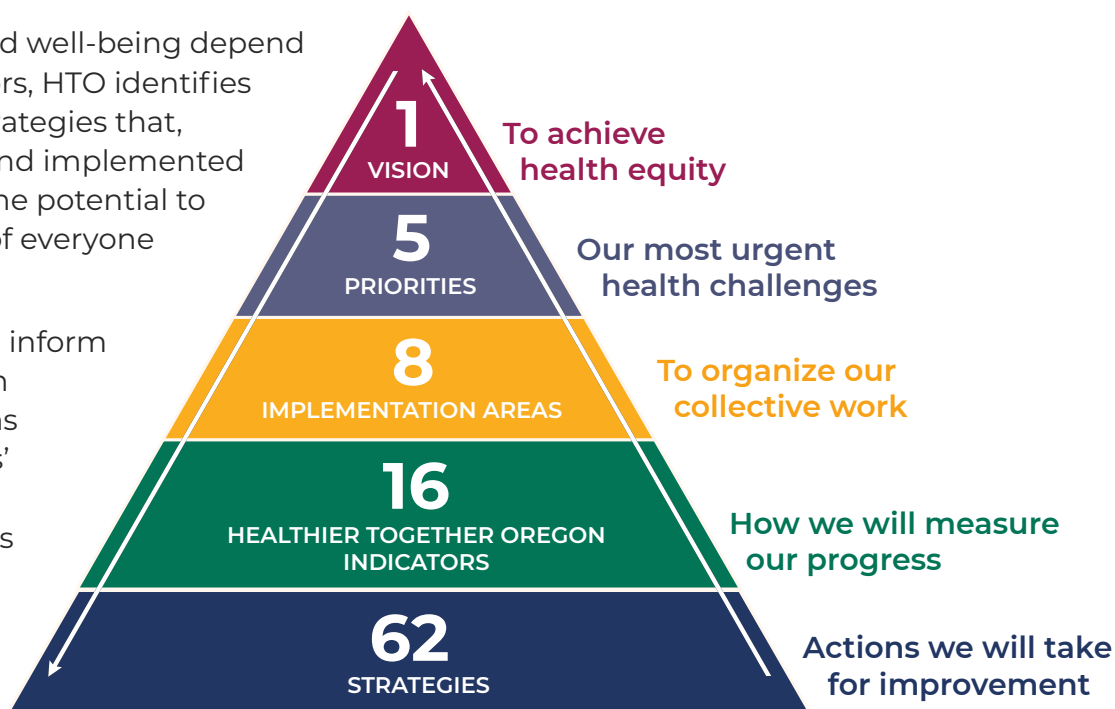 d well-being depend
rs, HTO identifies
rategies that,
nd implemented
he potential to
of everyone
inform
n
ns
s'
s
1
VISION
To achieve
health equity
5
PRIORITIES
Our most urgent
health challenges
8
IMPLEMENTATION AREAS
To organize our
collective work
16
HEALTHIER TOGETHER OREGON
INDICATORS
How we will measure
our progress
62
STRATEGIES
Actions we will take
for improvement